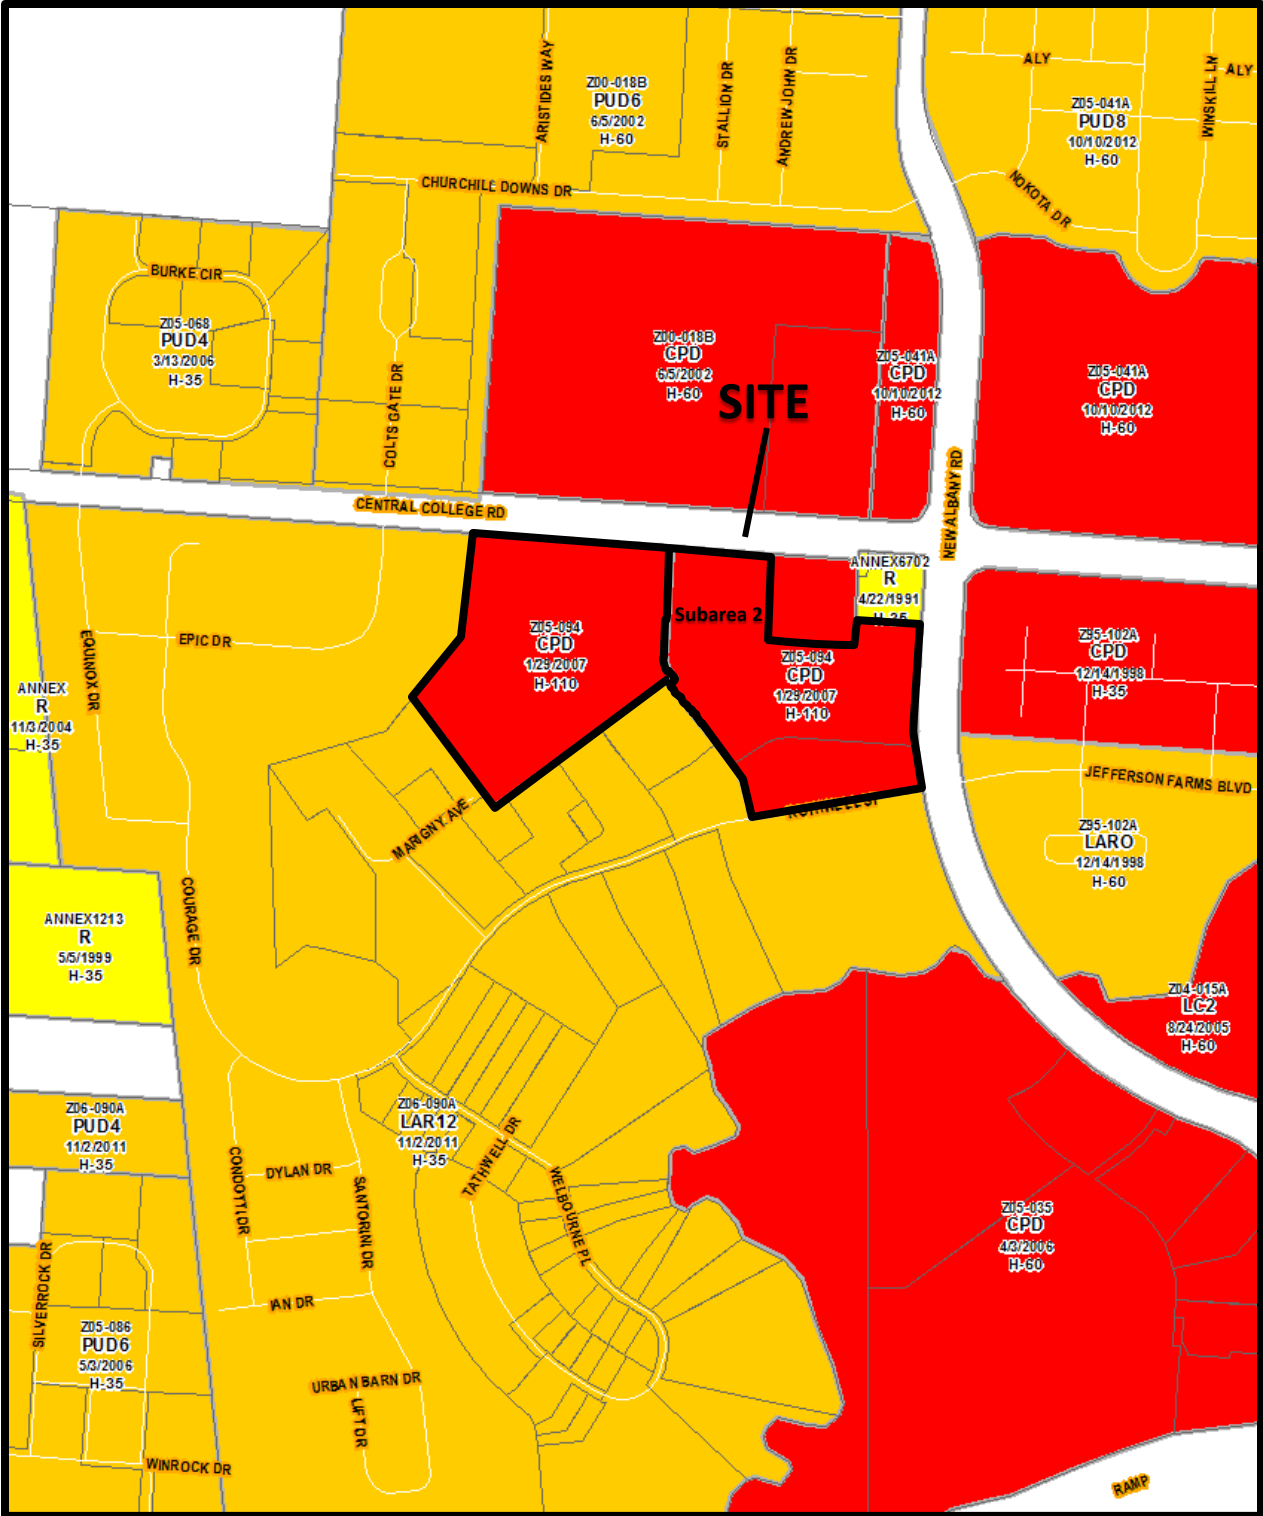 ARISTIDES WAY
Z00-018B
PUD6
6/5/2002
H-60
STALLION DR
ANDREW JOHN DR
ALY
WINSKILL LN
ALY
Z05-041A
PUD8
10/10/2012
H-60
NOKOTA DR
CHURCHILL DOWNS DR
BURKE CIR
Z05-068
PUD4
3/13/2006
H-35
COLTS GATE DR
Z00-018B
CPD
6/5/2002
H-60
Z05-041A
CPD
10/10/2012
H-60
Z05-041A
CPD
10/10/2012
H-60
SITE
CENTRAL COLLEGE RD
NEW ALBANY RD
ANNEX6702
R
4/22/1991
H-35
Subarea 2
Z05-094
CPD
1/29/2007
H-110
Z05-094
CPD
1/29/2007
H-110
Z95-102A
CPD
12/14/1998
H-35
EPIC DR
EQUINOX DR
ANNEX
R
11/3/2004
H-35
JEFFERSON FARMS BLVD
MARIGNY AVE
Z95-102A
LARO
12/14/1998
H-60
COURAGE DR
ANNEX1213
R
5/5/1999
H-35
Z04-015A
LC2
8/24/2005
H-60
Z06-090A
PUD4
11/2/2011
H-35
Z06-090A
LAR12
11/2/2011
H-35
TATHWELL DR
WELBOURNE PL
CONDOTTI DR
DYLAN DR
SANTORINI DR
Z05-035
CPD
4/3/2006
H-60
SILVERROCK DR
IAN DR
Z05-086
PUD6
5/3/2006
H-35
URBAN BARN DR
LIFT DR
WINROCK DR
RAMP